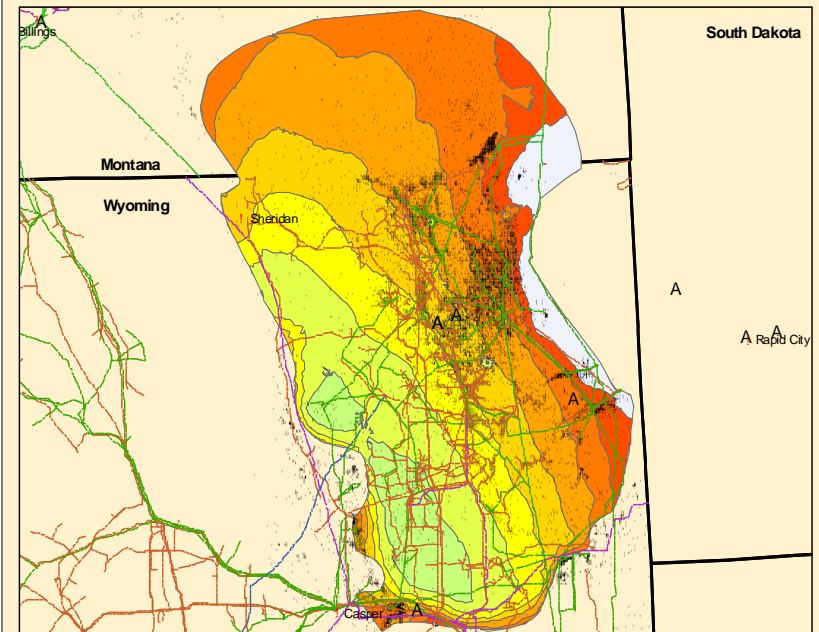 A
Billings
South Dakota
Montana
Wyoming
Sheridan
A
A
A
A
A
Rapid City
A
Casper
A